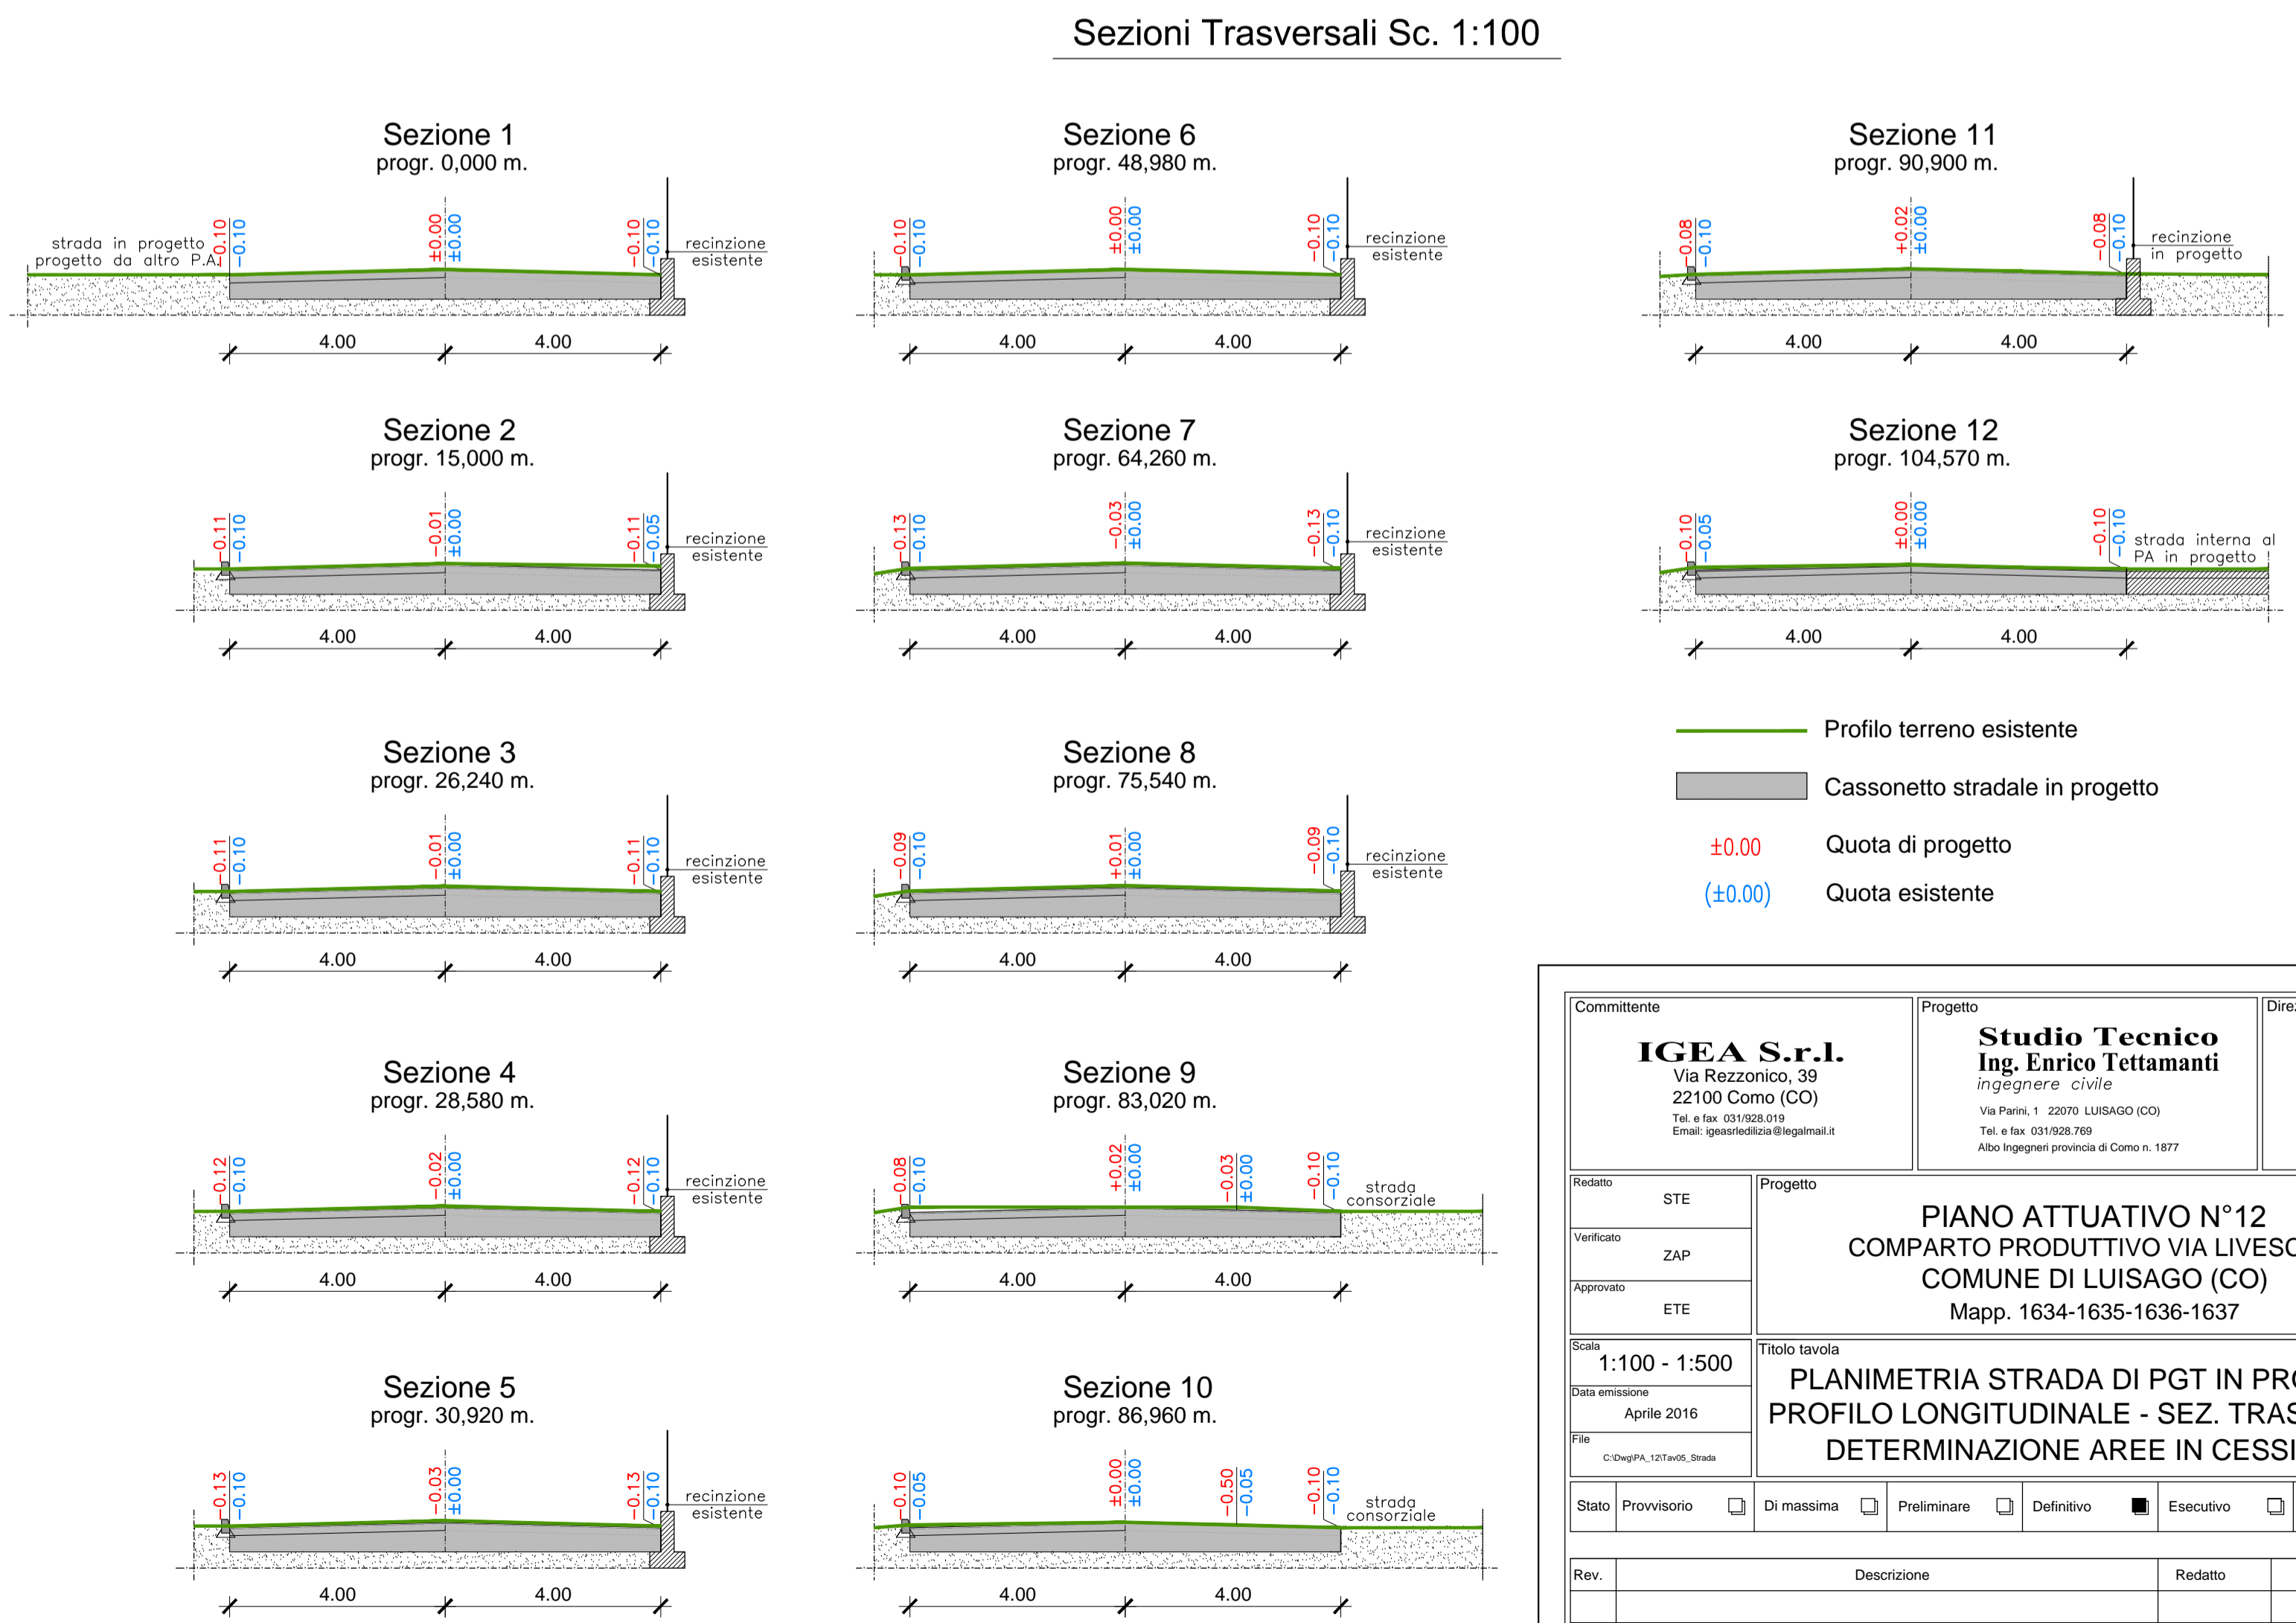 Sezioni Trasversali Sc. 1:100
Sezione 1
progr. 0,000 m.
strada in progetto
progetto da altro P.A.
-0.10
-0.10
±0.00
±0.00
-0.10
-0.10
recinzione
esistente
4.00
4.00
Sezione 2
progr. 15,000 m.
-0.11
-0.10
-0.01
±0.00
-0.11
-0.05
recinzione
esistente
4.00
4.00
Sezione 3
progr. 26,240 m.
-0.11
-0.10
-0.01
±0.00
-0.11
-0.10
recinzione
esistente
4.00
4.00
Sezione 4
progr. 28,580 m.
-0.12
-0.10
-0.02
±0.00
-0.12
-0.10
recinzione
esistente
4.00
4.00
Sezione 5
progr. 30,920 m.
-0.13
-0.10
-0.03
±0.00
-0.13
-0.10
recinzione
esistente
4.00
4.00
Sezione 6
progr. 48,980 m.
-0.10
-0.10
±0.00
±0.00
-0.10
-0.10
recinzione
esistente
4.00
4.00
Sezione 7
progr. 64,260 m.
-0.13
-0.10
-0.03
±0.00
-0.13
-0.10
recinzione
esistente
4.00
4.00
Sezione 8
progr. 75,540 m.
-0.09
-0.10
+0.01
±0.00
-0.09
-0.10
recinzione
esistente
4.00
4.00
Sezione 9
progr. 83,020 m.
-0.08
-0.10
+0.02
±0.00
-0.03
±0.00
-0.10
-0.10
strada
consorziale
4.00
4.00
Sezione 10
progr. 86,960 m.
-0.10
-0.05
±0.00
±0.00
-0.50
-0.05
-0.10
-0.10
strada
consorziale
4.00
4.00
Sezione 11
progr. 90,900 m.
-0.08
-0.10
+0.02
±0.00
-0.08
-0.10
recinzione
in progetto
4.00
4.00
Sezione 12
progr. 104,570 m.
-0.10
-0.05
±0.00
±0.00
-0.10
-0.10
strada interna al
PA in progetto
4.00
4.00
Profilo terreno esistente
Cassonetto stradale in progetto
±0.00 Quota di progetto
(±0.00) Quota esistente
Committente
IGEA S.r.l.
Via Rezzonico, 39
22100 Como (CO)
Tel. e fax 031/928.019
Email: igeasrledilizia@legalmail.it
Progetto
Studio Tecnico
Ing. Enrico Tettamanti
ingegnere civile
Via Parini, 1 22070 LUISAGO (CO)
Tel. e fax 031/928.769
Albo Ingegneri provincia di Como n. 1877
Redatto
STE
Verificato
ZAP
Approvato
ETE
Progetto
PIANO ATTUATIVO N°12
COMPARTO PRODUTTIVO VIA
COMUNE DI LUISAGO (CO)
Mapp. 1634-1635-1636-1637
Scala
1:100 - 1:500
Data emissione
Aprile 2016
File
C:\Dwg\PA_12\Tav05_Strada
Titolo tavola
PLANIMETRIA STRADA DI PGT IN
PROFILO LONGITUDINALE - SEZ.
DETERMINAZIONE AREE IN
Stato Provvisorio Di massima Preliminare Definitivo Esecutivo
Rev. Descrizione Redatto